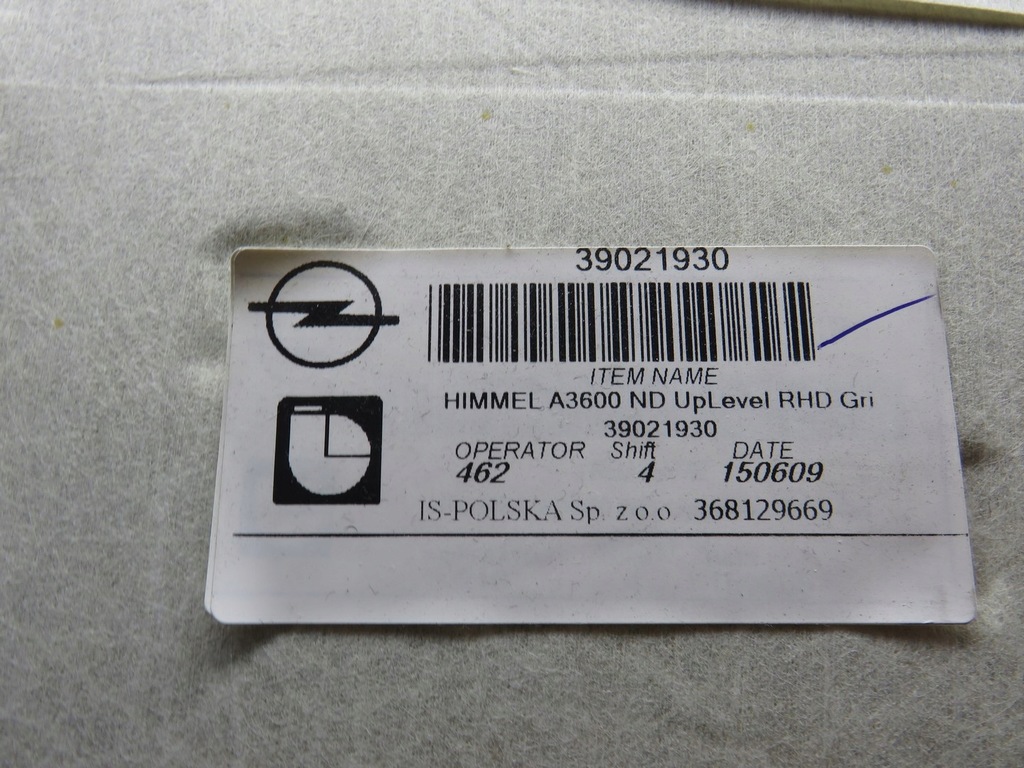 39021930
ITEM NAME
HIMMEL A3600 ND UpLevel RHD Gri
39021930
OPERATOR Shift DATE
462 4 150609
IS-POLSKA Sp. z o.o. 368129669